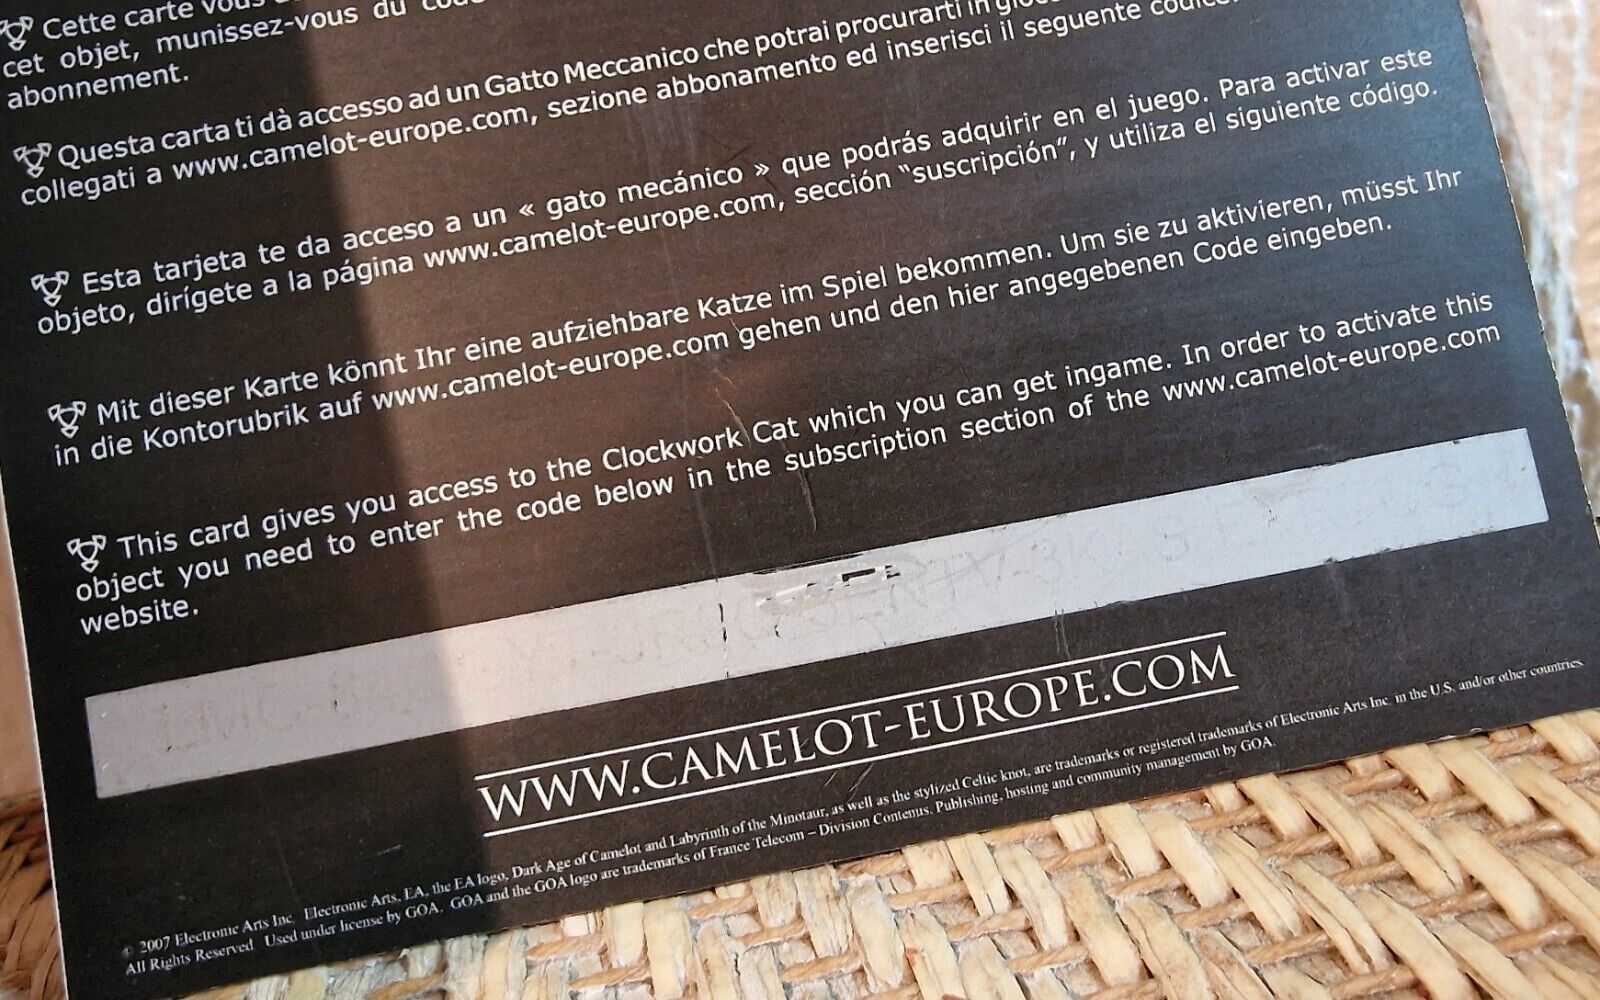 Cette carte vous
cet objet, munissez-vous du
abonnement.
Questa carta ti dà accesso ad un Gatto Meccanico che potrai procurarti in
collegati a www.camelot-europe.com, sezione abbonamento ed inserisci il seguente codice.
Esta tarjeta te da acceso a un « gato mecánico » que podrás adquirir en el juego. Para activar este
objeto, dirígete a la página www.camelot-europe.com, sección "suscripción", y utiliza el siguiente código.
Mit dieser Karte könnt Ihr eine aufziehbare Katze im Spiel bekommen. Um sie zu aktivieren, müsst Ihr
in die Kontorubrik auf www.camelot-europe.com gehen und den hier angegebenen Code eingeben.
This card gives you access to the Clockwork Cat which you can get ingame. In order to activate this
object you need to enter the code below in the subscription section of the www.camelot-europe.com
website.
WWW.CAMELOT-EUROPE.COM
© 2007 Electronic Arts Inc. Electronic Arts, EA, the EA logo, Dark Age of Camelot and Labyrinth of the Minotaur, as well as the stylized Celtic knot, are trademarks or registered trademarks of Electronic Arts Inc. in the U.S. and/or other countries.
All Rights Reserved. Used under license by GOA. GOA and the GOA logo are trademarks of France Telecom – Division Contenus. Publishing, hosting and community management by GOA.